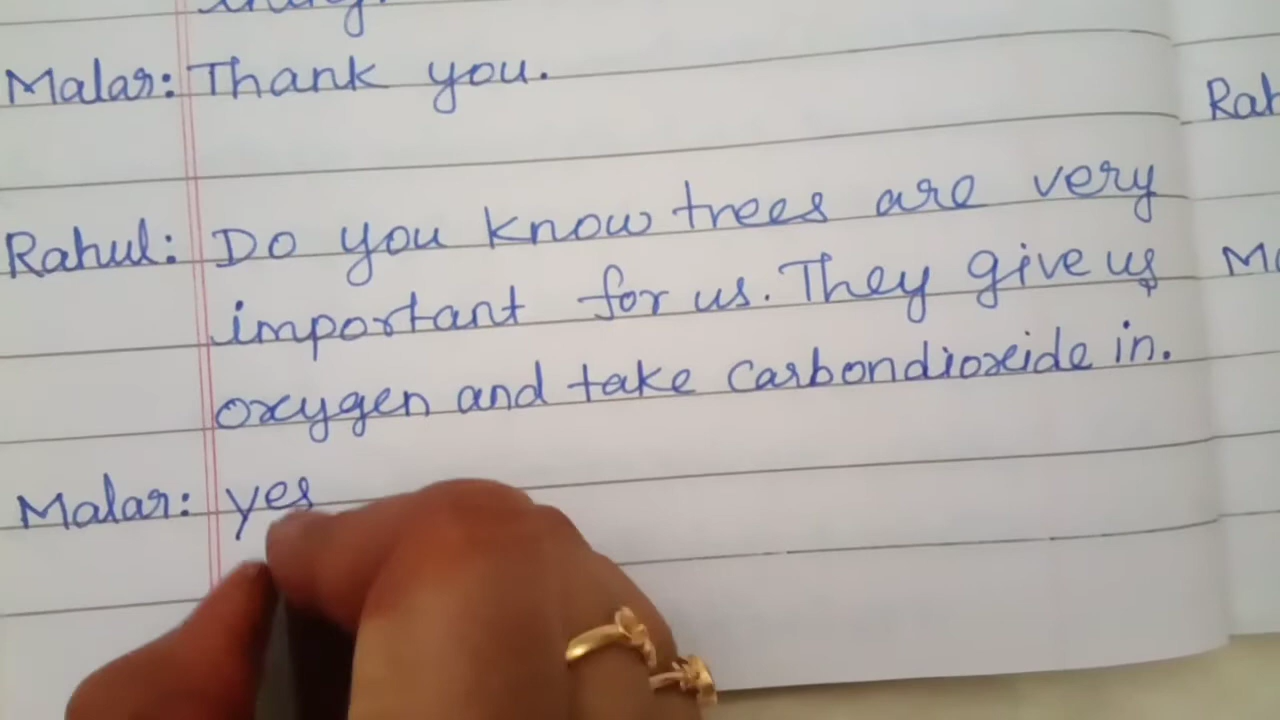 Malar: Thank you.
Rahul: Do you know trees are very
important for us. They give us
oxygen and take carbondioxide in.
Malar: yes